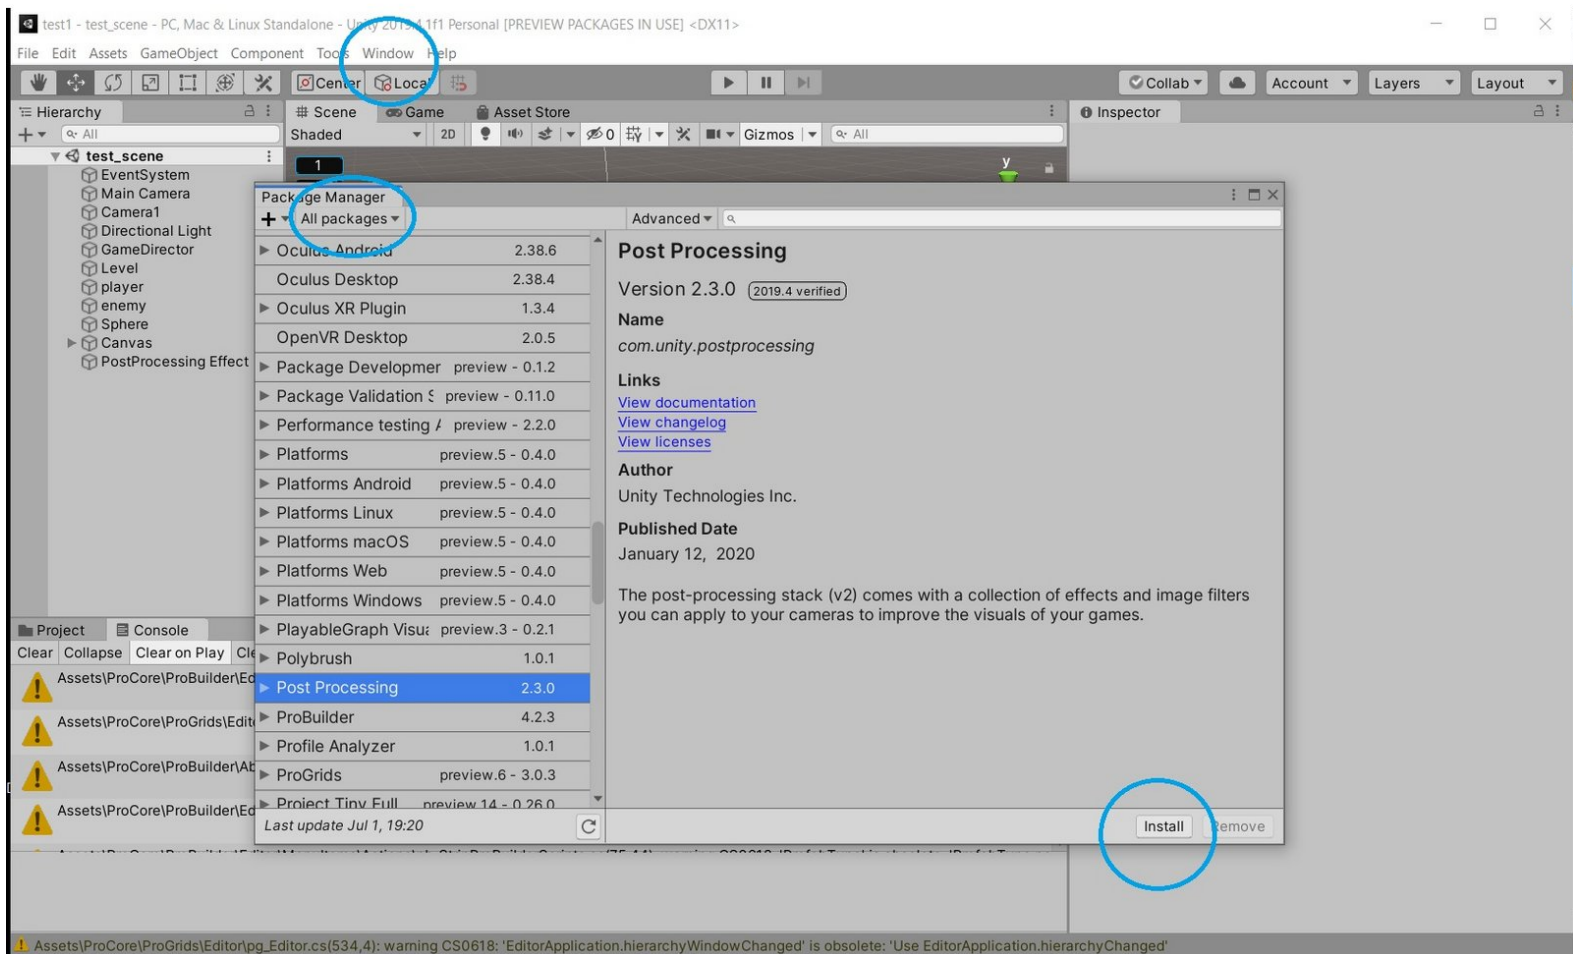 test1 - test_scene - PC, Mac & Linux Standalone - Unity 2019.4.1f1 Personal [PREVIEW PACKAGES IN USE] <DX11>
File Edit Assets GameObject Component Tools Window Help
Center Local Collab Account Layers Layout
Hierarchy # Scene Game Asset Store Inspector
All Shaded 2D 0 Gizmos All
test_scene
1
y
EventSystem
Main Camera
Camera1
Directional Light
GameDirector
Level
player
enemy
Sphere
Canvas
PostProcessing Effect
Package Manager
+ All packages Advanced
Oculus Android 2.38.6
Oculus Desktop 2.38.4
Oculus XR Plugin 1.3.4
OpenVR Desktop 2.0.5
Package Developmer preview - 0.1.2
Package Validation S preview - 0.11.0
Performance testing A preview - 2.2.0
Platforms preview.5 - 0.4.0
Platforms Android preview.5 - 0.4.0
Platforms Linux preview.5 - 0.4.0
Platforms macOS preview.5 - 0.4.0
Platforms Web preview.5 - 0.4.0
Platforms Windows preview.5 - 0.4.0
PlayableGraph Visua preview.3 - 0.2.1
Polybrush 1.0.1
Post Processing 2.3.0
ProBuilder 4.2.3
Profile Analyzer 1.0.1
ProGrids preview.6 - 3.0.3
Project Tiny Full preview.14 - 0.26.0
Last update Jul 1, 19:20
Post Processing
Version 2.3.0 2019.4 verified
Name
com.unity.postprocessing
Links
View documentation
View changelog
View licenses
Author
Unity Technologies Inc.
Published Date
January 12, 2020
The post-processing stack (v2) comes with a collection of effects and image filters
you can apply to your cameras to improve the visuals of your games.
Install Remove
Project Console
Clear Collapse Clear on Play Cle
Assets\ProCore\ProBuilder\Ed
Assets\ProCore\ProGrids\Edit
Assets\ProCore\ProBuilder\Ab
Assets\ProCore\ProBuilder\Ed
Assets\ProCore\ProGrids\Editor\pg_Editor.cs(534,4): warning CS0618: 'EditorApplication.hierarchyWindowChanged' is obsolete: 'Use EditorApplication.hierarchyChanged'